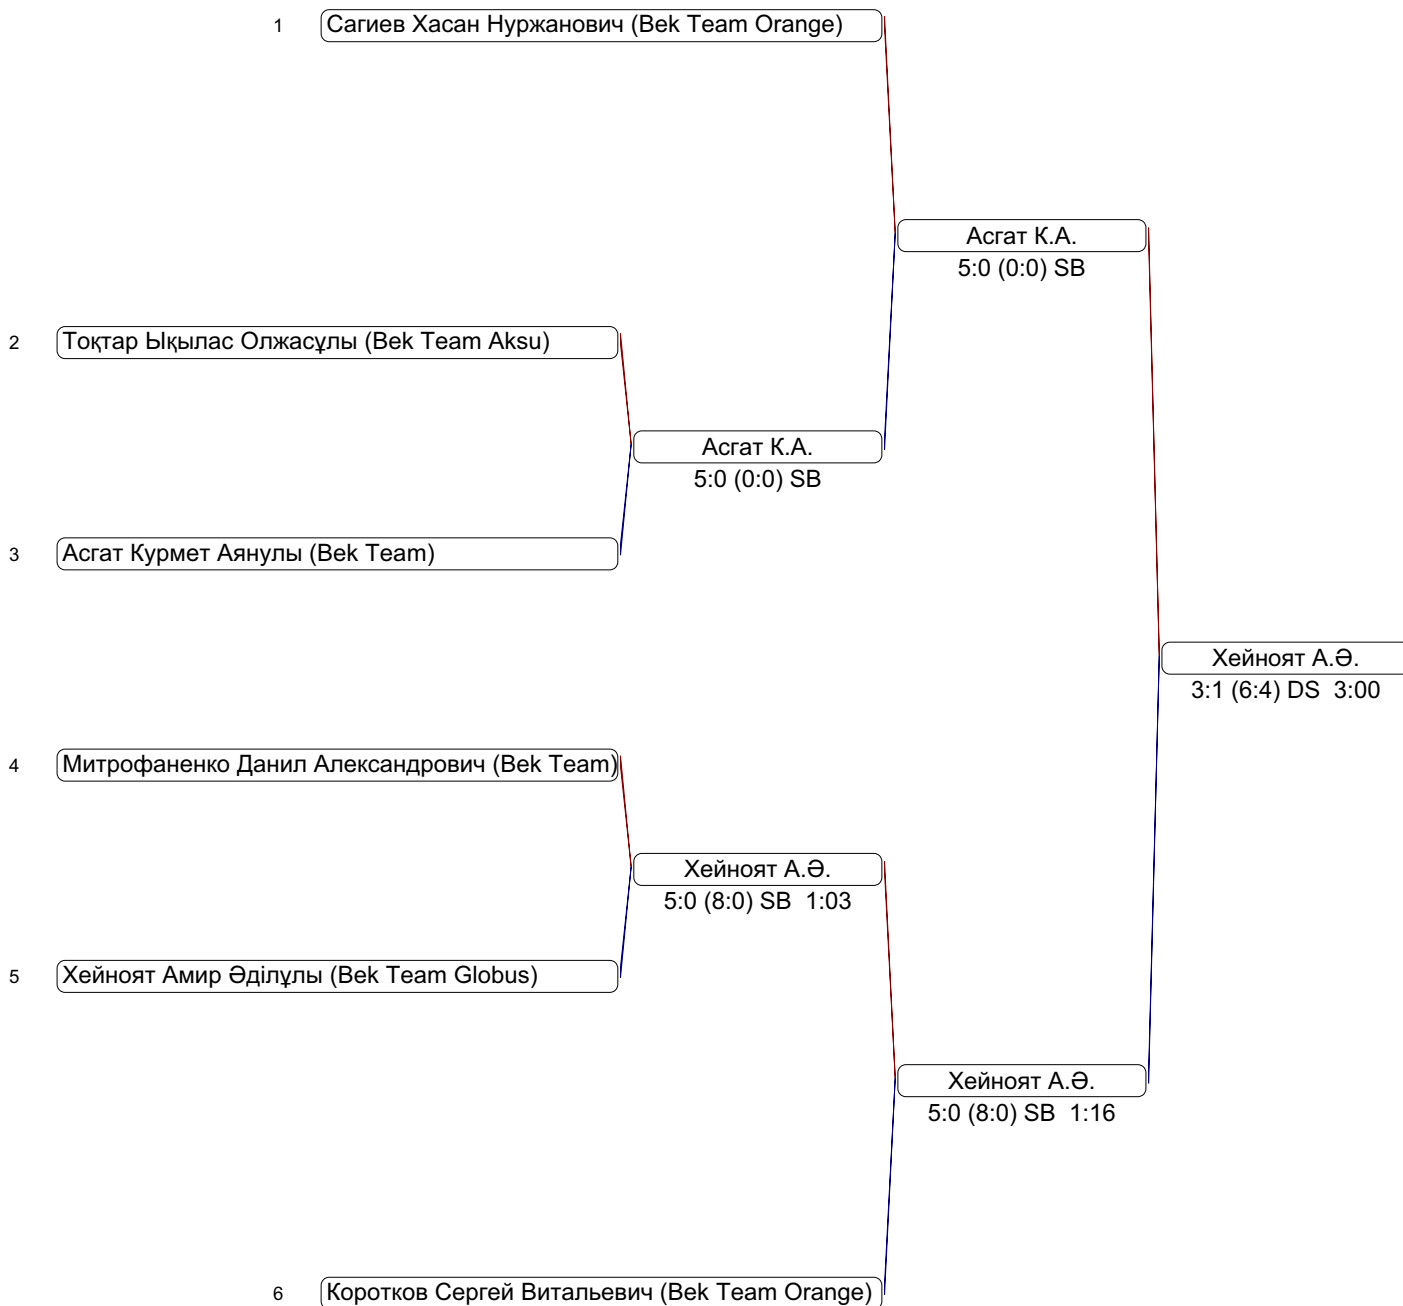 1 Сагиев Хасан Нуржанович (Bek Team Orange)
Асгат К.А.
5:0 (0:0) SB
2 Тоқтар Ықылас Олжасұлы (Bek Team Aksu)
Асгат К.А.
5:0 (0:0) SB
3 Асгат Курмет Аянулы (Bek Team)
Хейноят А.Ә.
3:1 (6:4) DS 3:00
4 Митрофаненко Данил Александрович (Bek Team)
Хейноят А.Ә.
5:0 (8:0) SB 1:03
5 Хейноят Амир Әділұлы (Bek Team Globus)
Хейноят А.Ә.
5:0 (8:0) SB 1:16
6 Коротков Сергей Витальевич (Bek Team Orange)